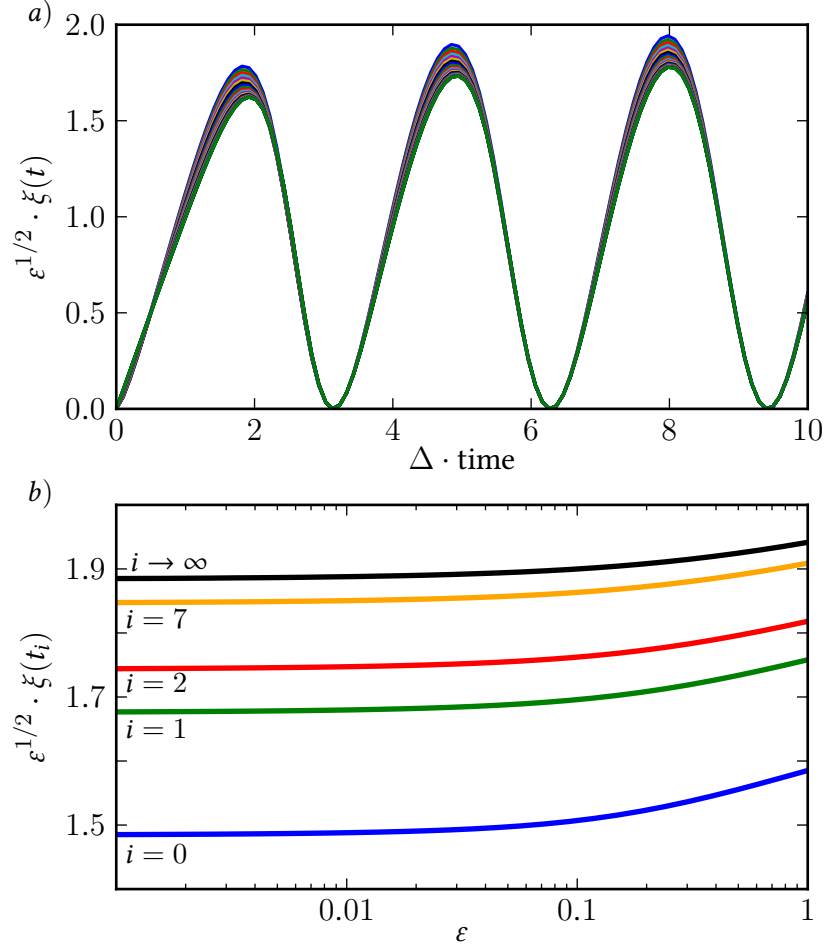 a)
2.0
1.5
1.0
0.5
0.0
ε^{1/2} · ξ(t)
0 2 4 6 8 10
Δ · time
b)
1.9
1.7
1.5
ε^{1/2} · ξ(t_i)
i → ∞
i = 7
i = 2
i = 1
i = 0
0.01 0.1 1
ε